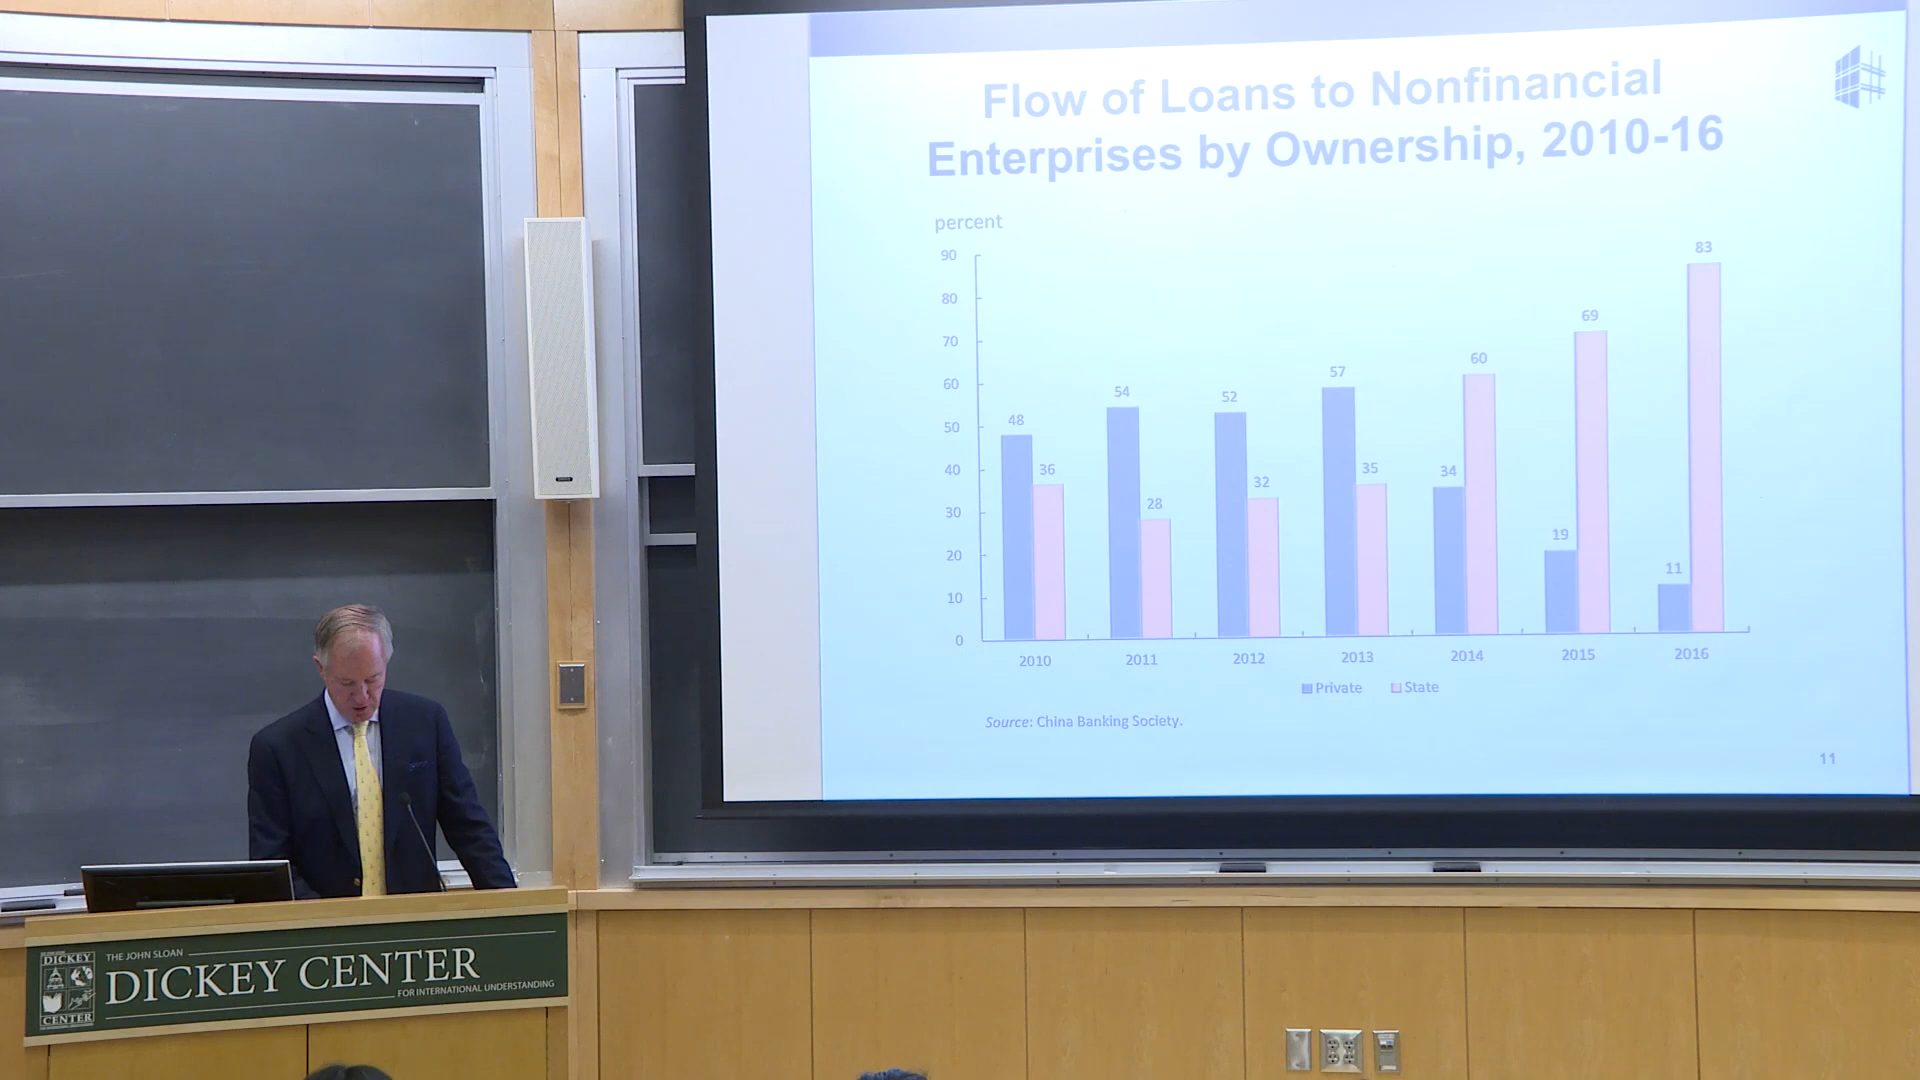 Flow of Loans to Nonfinancial
Enterprises by Ownership, 2010-16
percent
90
80
70
60
50
40
30
20
10
0
48
36
54
28
52
32
57
35
34
60
19
69
11
83
2010
2011
2012
2013
2014
2015
2016
Private
State
Source: China Banking Society.
11
DICKEY
CENTER
THE JOHN SLOAN
DICKEY CENTER
FOR INTERNATIONAL UNDERSTANDING